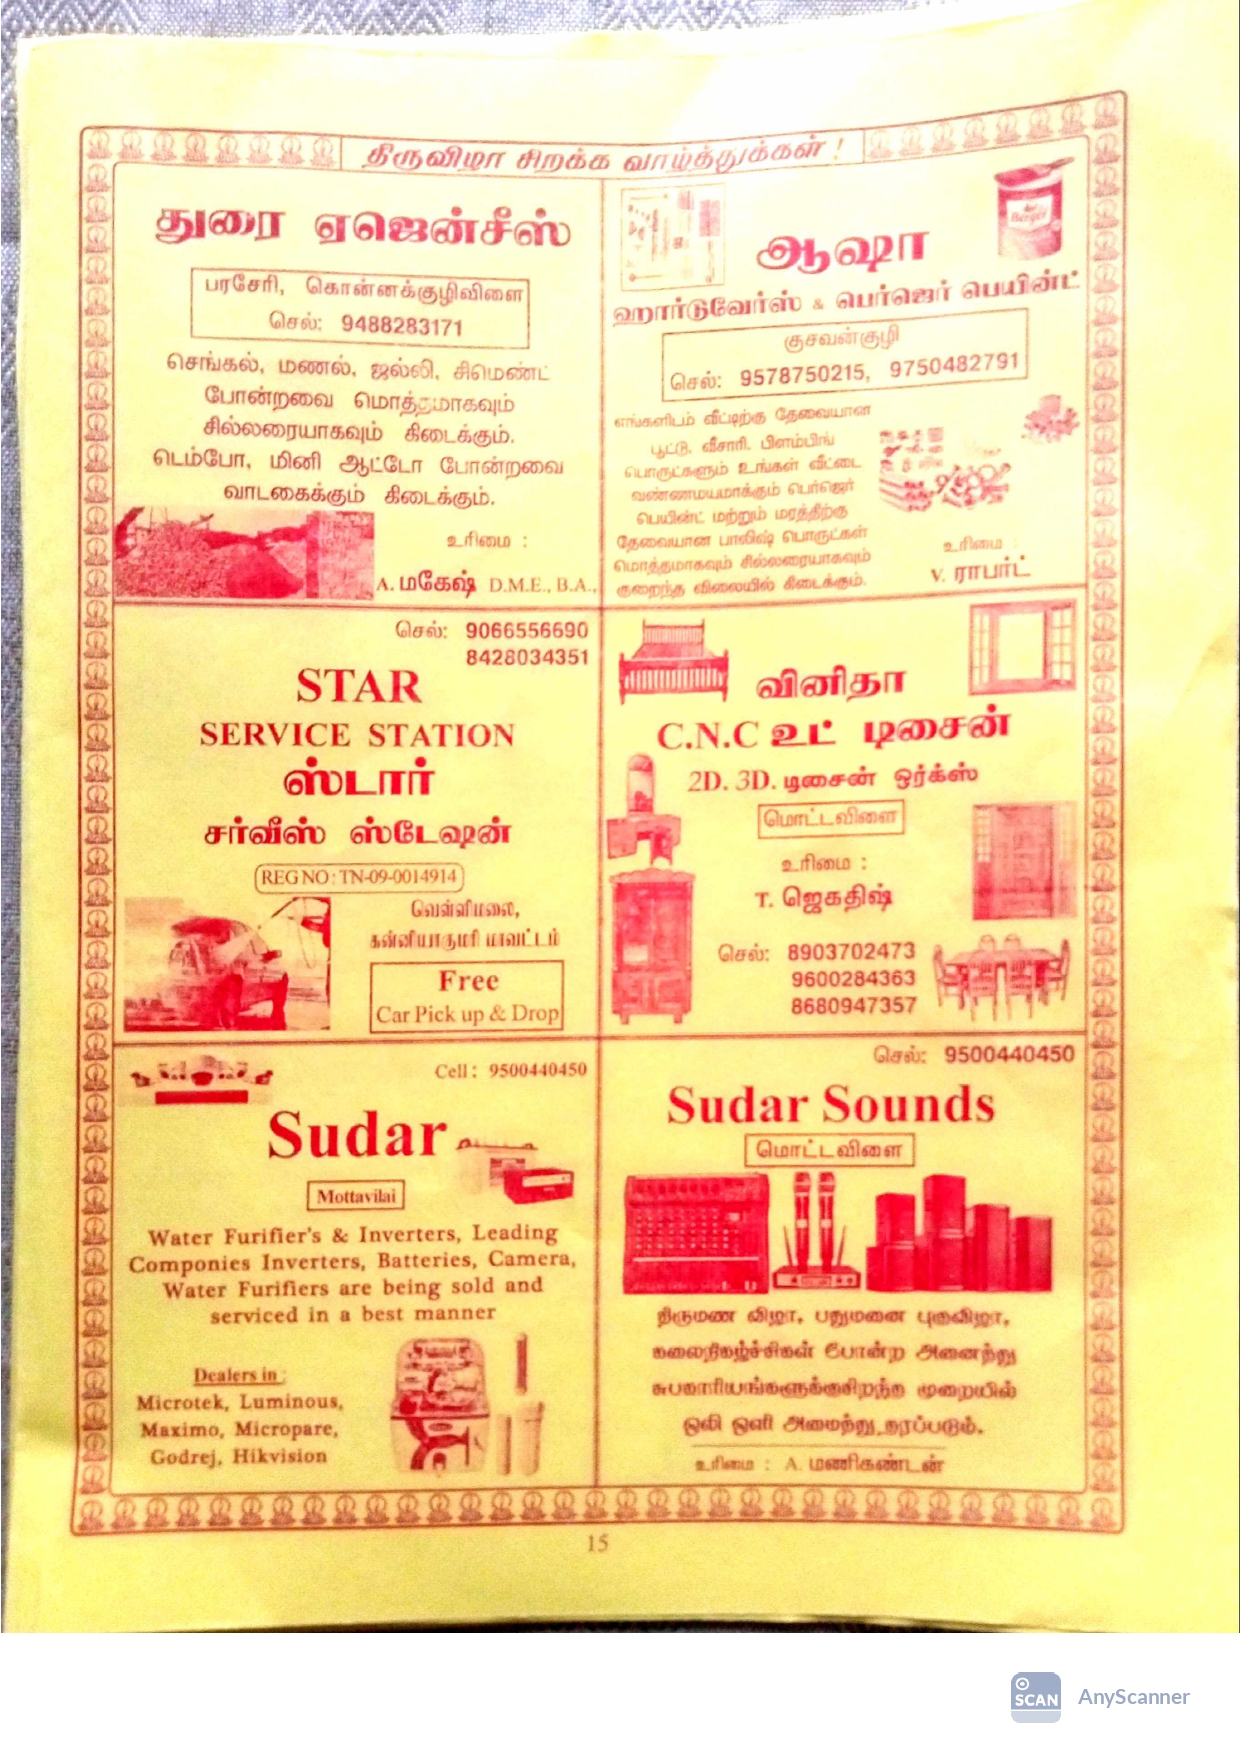 திருவிழா சிறக்க வாழ்த்துக்கள் !
துரை ஏஜென்சீஸ்
பரசேரி, கொன்னக்குழிவிளை
செல்: 9488283171
செங்கல், மணல், ஜல்லி, சிமெண்ட்
போன்றவை மொத்தமாகவும்
சில்லரையாகவும் கிடைக்கும்.
டெம்போ, மினி ஆட்டோ போன்றவை
வாடகைக்கும் கிடைக்கும்.
உரிமை :
A. மகேஷ் D.M.E., B.A.,
Berger
ஆஷா
ஹார்டுவேர்ஸ் & பெர்ஜெர் பெயின்ட்
குசவன்குழி
செல்: 9578750215, 9750482791
எங்களிடம் வீட்டிற்கு தேவையான
பூட்டு, வீசாரி, பிளம்பிங்
பொருட்களும் உங்கள் வீட்டை
வண்ணமயமாக்கும் பெர்ஜெர்
பெயின்ட் மற்றும் மரத்திற்கு
தேவையான பாலிஷ் பொருட்கள்
மொத்தமாகவும் சில்லரையாகவும்
குறைந்த விலையில் கிடைக்கும்.
உரிமை :
V. ராபர்ட்
செல்: 9066556690
8428034351
STAR
SERVICE STATION
ஸ்டார்
சர்வீஸ் ஸ்டேஷன்
REG NO : TN-09-0014914
வெள்ளிமலை,
கன்னியாகுமரி மாவட்டம்
Free
Car Pick up & Drop
வினிதா
C.N.C உட் டிசைன்
2D. 3D. டிசைன் ஒர்க்ஸ்
மொட்டவிளை
உரிமை :
T. ஜெகதிஷ்
செல்: 8903702473
9600284363
8680947357
Cell : 9500440450
Sudar
Mottavilai
Water Furifier's & Inverters, Leading
Componies Inverters, Batteries, Camera,
Water Furifiers are being sold and
serviced in a best manner
Dealers in :
Microtek, Luminous,
Maximo, Micropare,
Godrej, Hikvision
செல்: 9500440450
Sudar Sounds
மொட்டவிளை
திருமண விழா, புதுமனை புகுவிழா,
கலைநிகழ்ச்சிகள் போன்ற அனைத்து
சுபகாரியங்களுக்குசிறந்த முறையில்
ஒலி ஒளி அமைத்து தரப்படும்.
உரிமை : A. மணிகண்டன்
15
SCAN AnyScanner